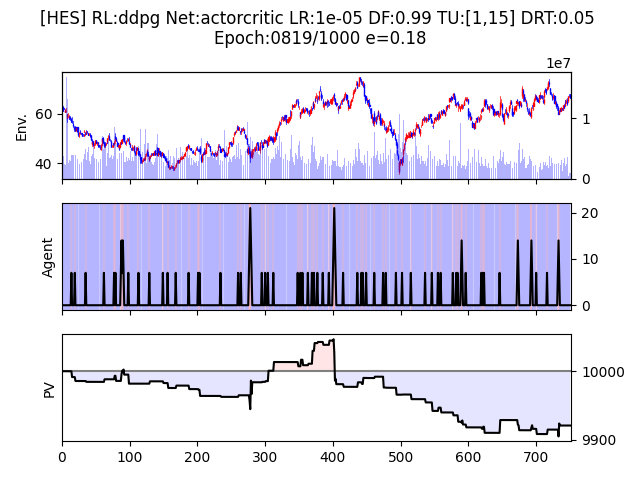 [HES] RL:ddpg Net:actorcritic LR:1e-05 DF:0.99 TU:[1,15] DRT:0.05
Epoch:0819/1000 e=0.18
1e7
Env.
60
40
1
0
Agent
20
10
0
PV
10000
9900
0 100 200 300 400 500 600 700